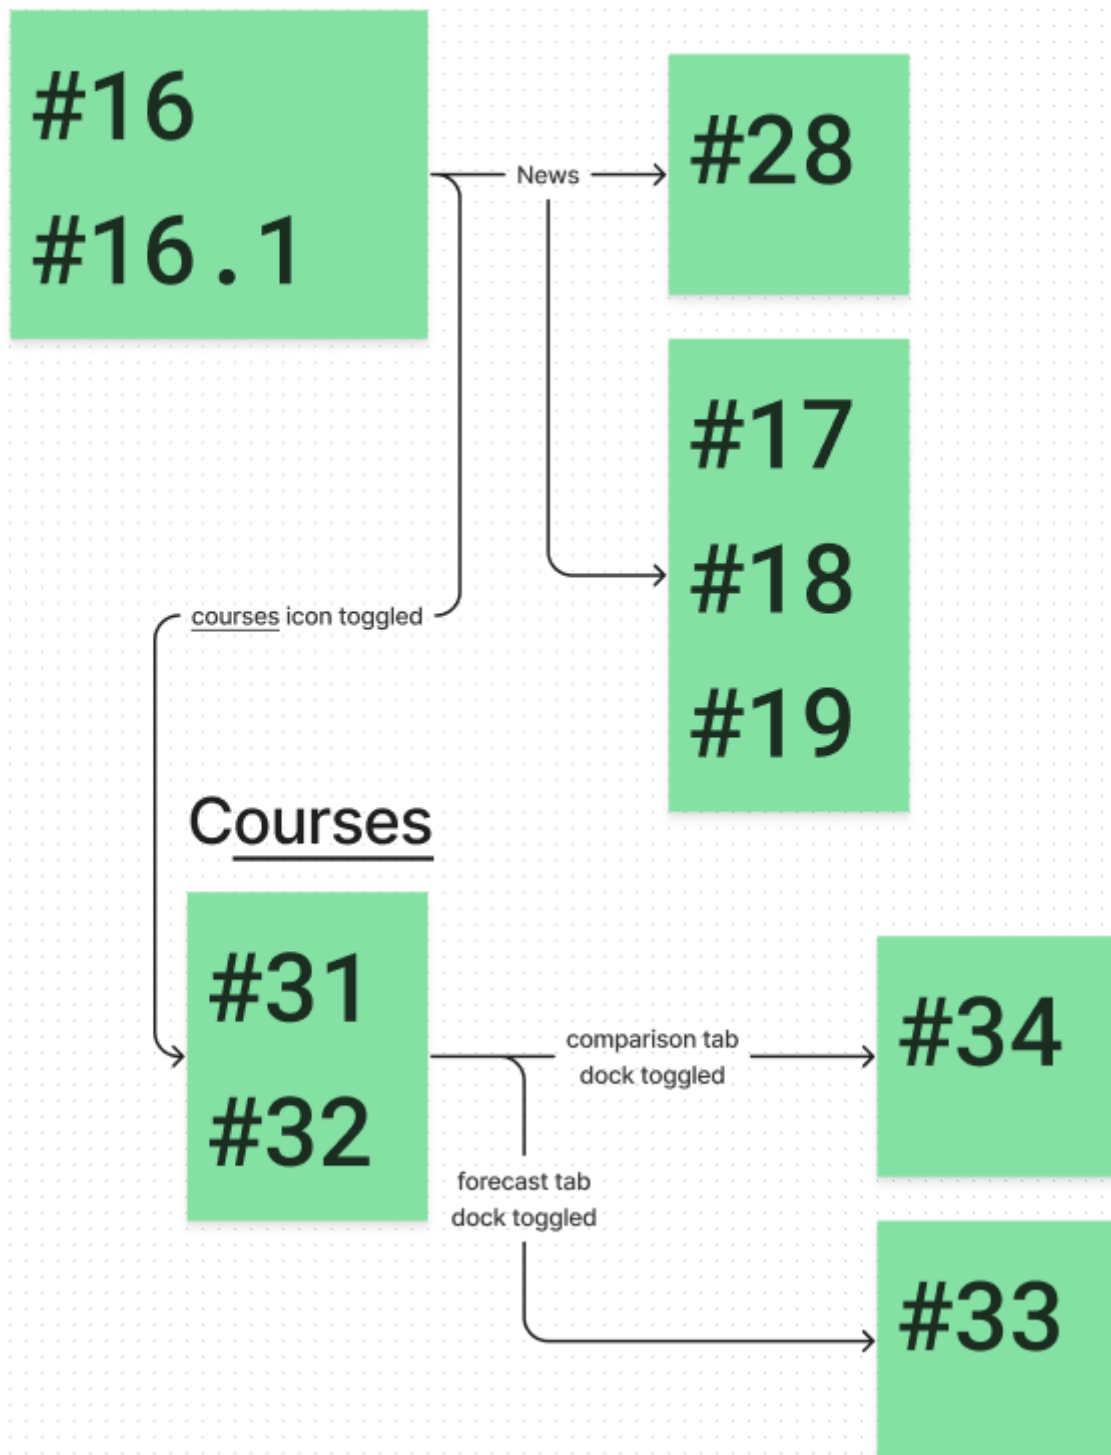 #16
#16.1
News
#28
#17
#18
#19
courses icon toggled
Courses
#31
#32
comparison tab
dock toggled
#34
forecast tab
dock toggled
#33